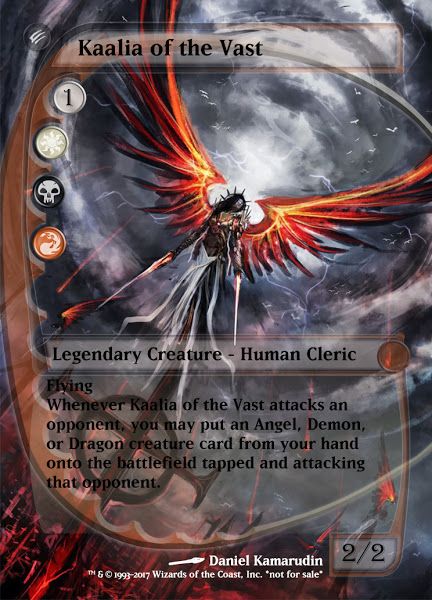 Kaalia of the Vast
1
Legendary Creature - Human Cleric
Flying
Whenever Kaalia of the Vast attacks an
opponent, you may put an Angel, Demon,
or Dragon creature card from your hand
onto the battlefield tapped and attacking
that opponent.
Daniel Kamarudin
™ & © 1993-2017 Wizards of the Coast, Inc. *not for sale*
2/2